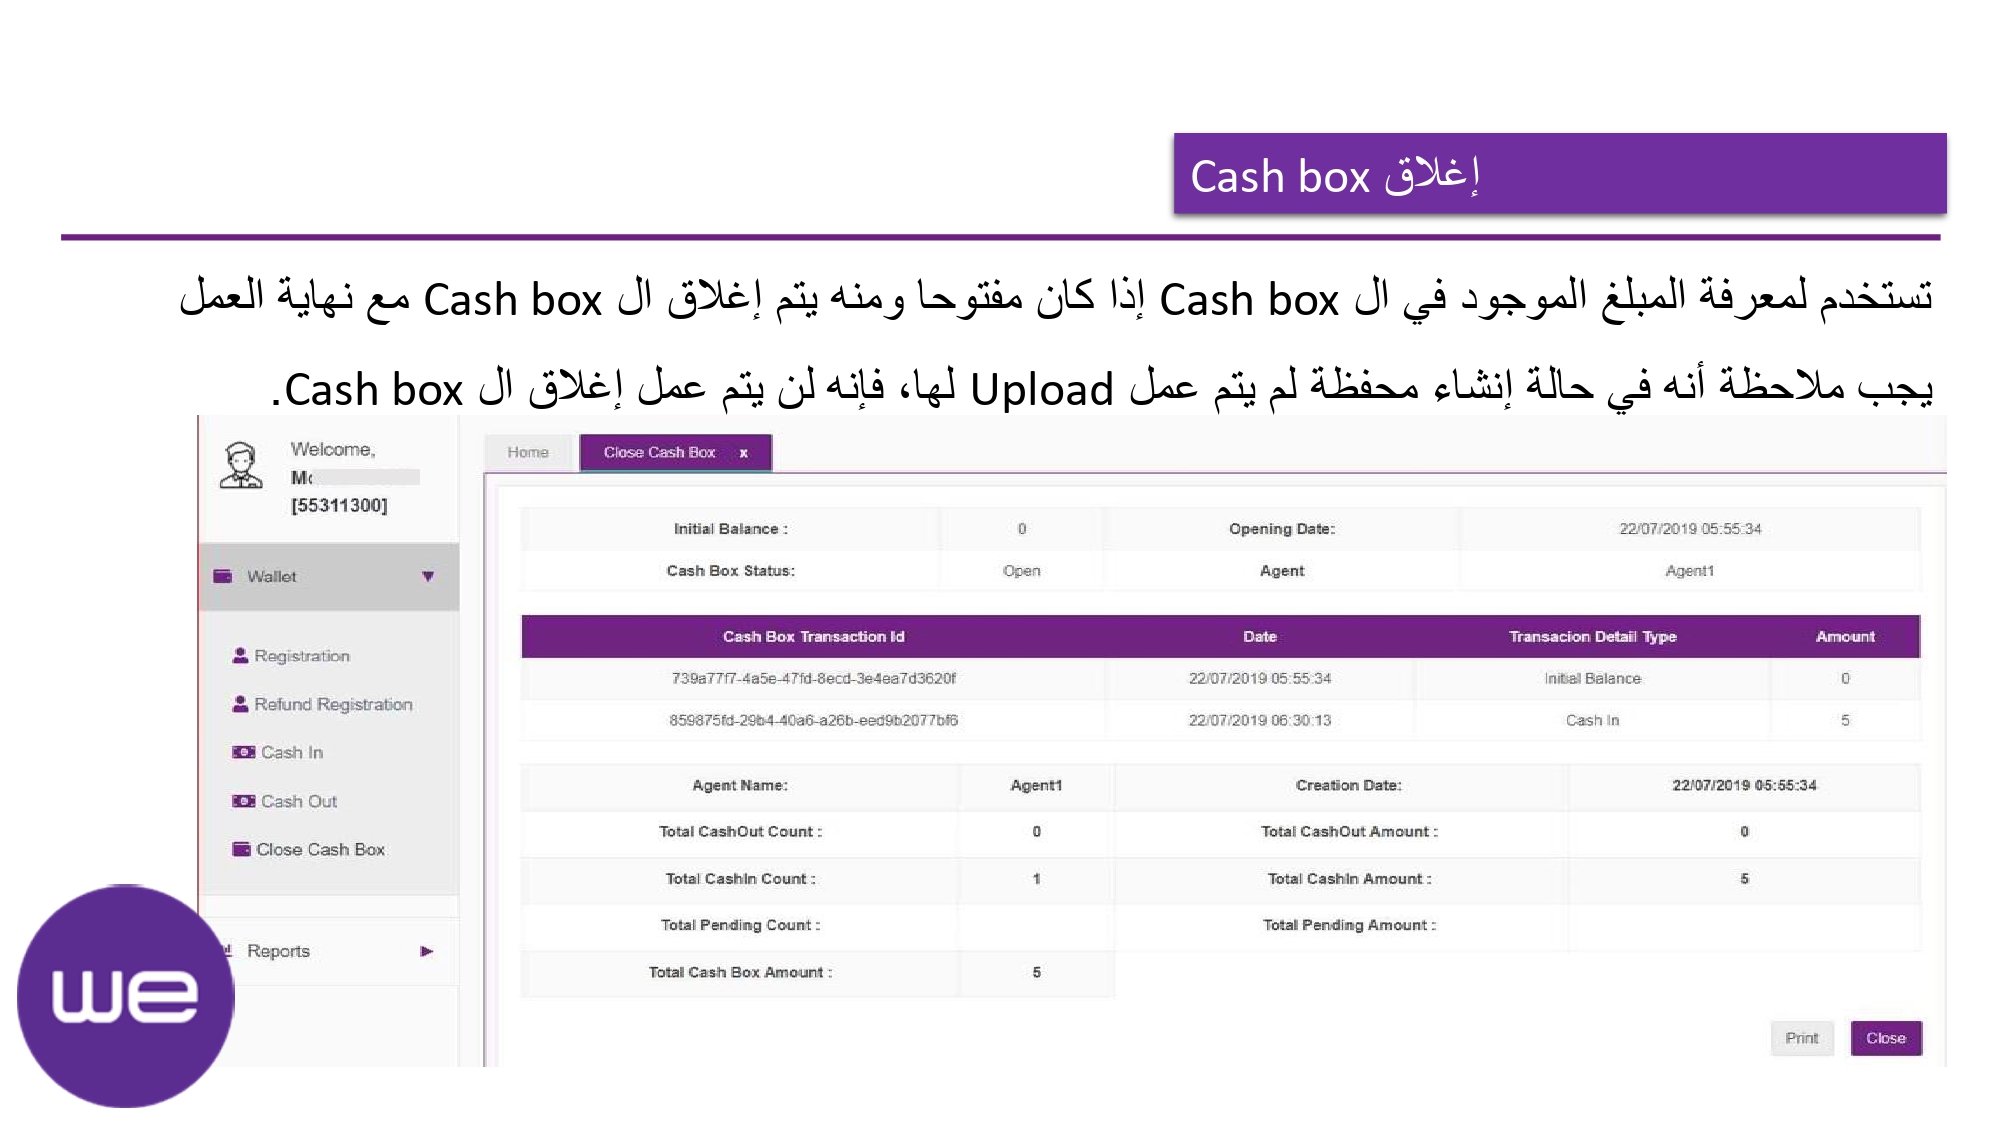 إغلاق Cash box
تستخدم لمعرفة المبلغ الموجود في ال Cash box إذا كان مفتوحا ومنه يتم إغلاق ال Cash box مع نهاية العمل
يجب ملاحظة أنه في حالة إنشاء محفظة لم يتم عمل Upload لها، فإنه لن يتم عمل إغلاق ال Cash box.
Welcome,
[55311300]
Wallet
Registration
Refund Registration
Cash In
Cash Out
Close Cash Box
Reports
we
Home Close Cash Box x
Initial Balance : 0 Opening Date: 22/07/2019 05:55:34
Cash Box Status: Open Agent Agent1
Cash Box Transaction Id Date Transacion Detail Type Amount
739a77f7-4a5e-47fd-8ecd-3e4ea7d3620f 22/07/2019 05:55:34 Initial Balance 0
859875fd-29b4-40a6-a26b-eed9b2077bf6 22/07/2019 06:30:13 Cash In 5
Agent Name: Agent1 Creation Date: 22/07/2019 05:55:34
Total CashOut Count : 0 Total CashOut Amount : 0
Total CashIn Count : 1 Total CashIn Amount : 5
Total Pending Count : Total Pending Amount :
Total Cash Box Amount : 5
Print Close